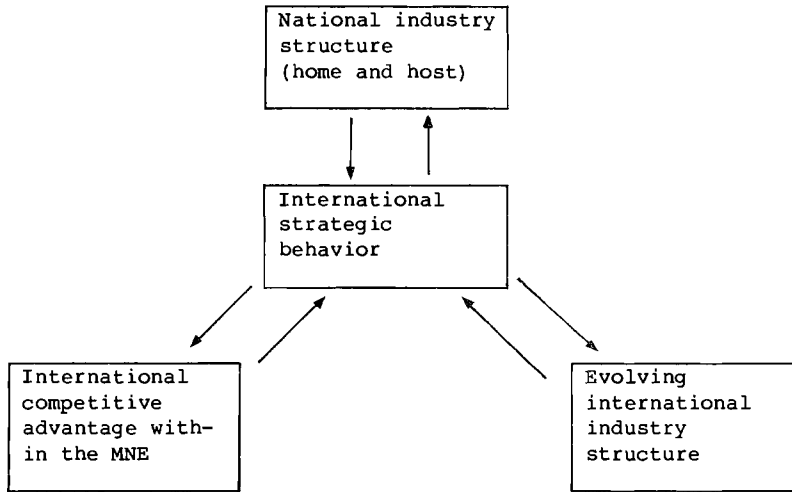 National industry
structure
(home and host)
International
strategic
behavior
International
competitive
advantage with-
in the MNE
Evolving
international
industry
structure